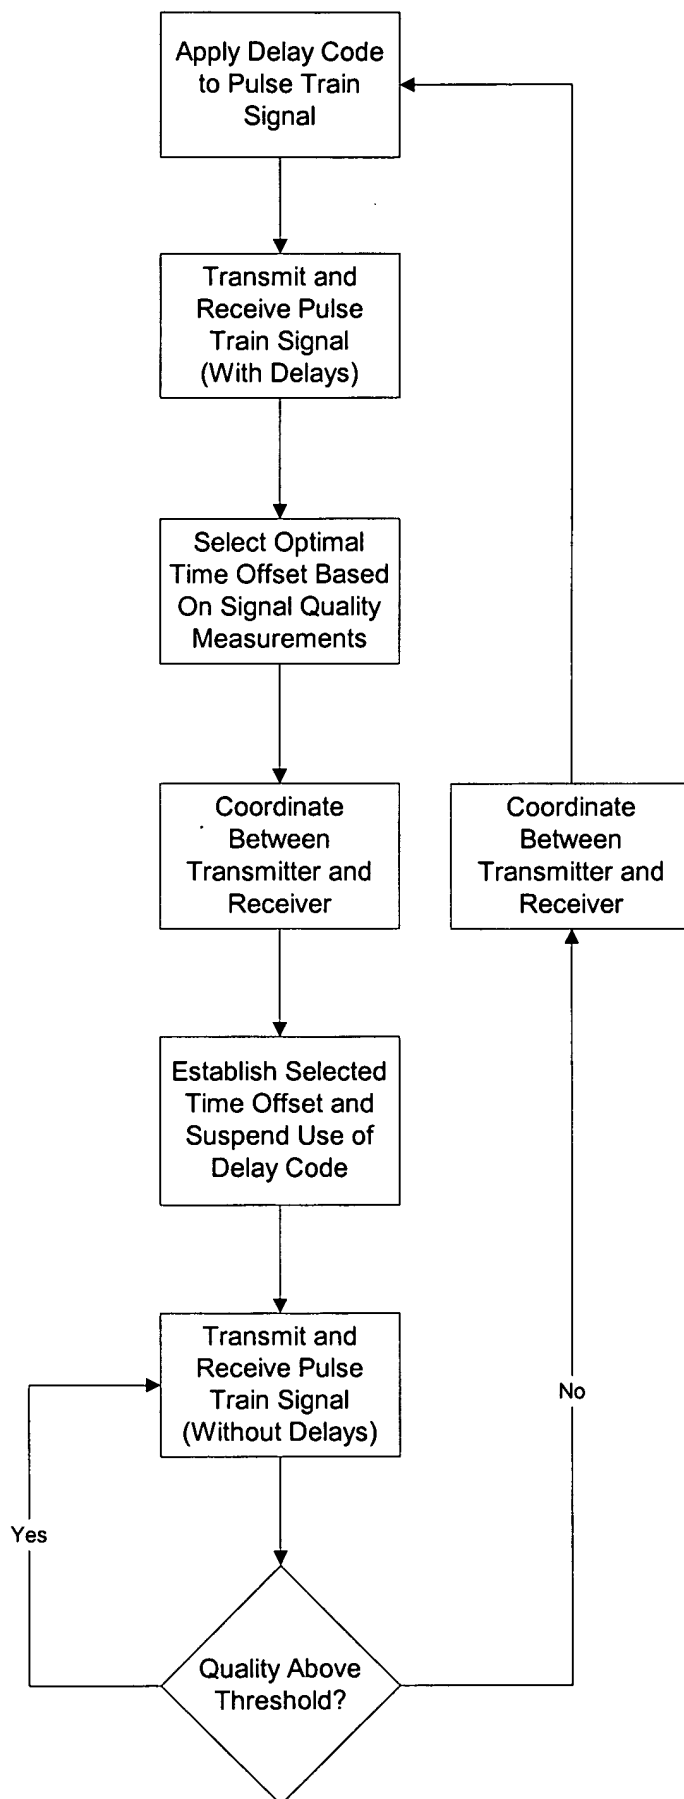 Apply Delay Code
to Pulse Train
Signal
Transmit and
Receive Pulse
Train Signal
(With Delays)
Select Optimal
Time Offset Based
On Signal Quality
Measurements
Coordinate
Between
Transmitter and
Receiver
Coordinate
Between
Transmitter and
Receiver
Establish Selected
Time Offset and
Suspend Use of
Delay Code
Transmit and
Receive Pulse
Train Signal
(Without Delays)
No
Yes
Quality Above
Threshold?